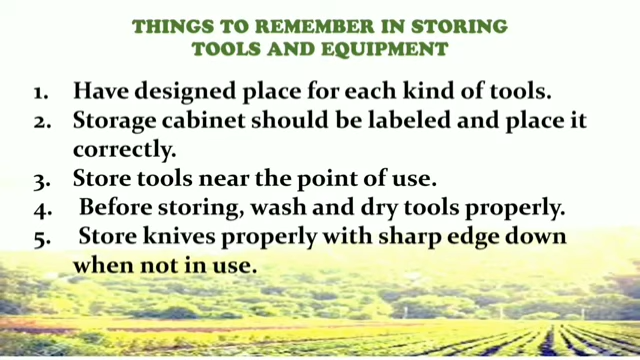 THINGS TO REMEMBER IN STORING
TOOLS AND EQUIPMENT
1. Have designed place for each kind of tools.
2. Storage cabinet should be labeled and place it
correctly.
3. Store tools near the point of use.
4. Before storing, wash and dry tools properly.
5. Store knives properly with sharp edge down
when not in use.